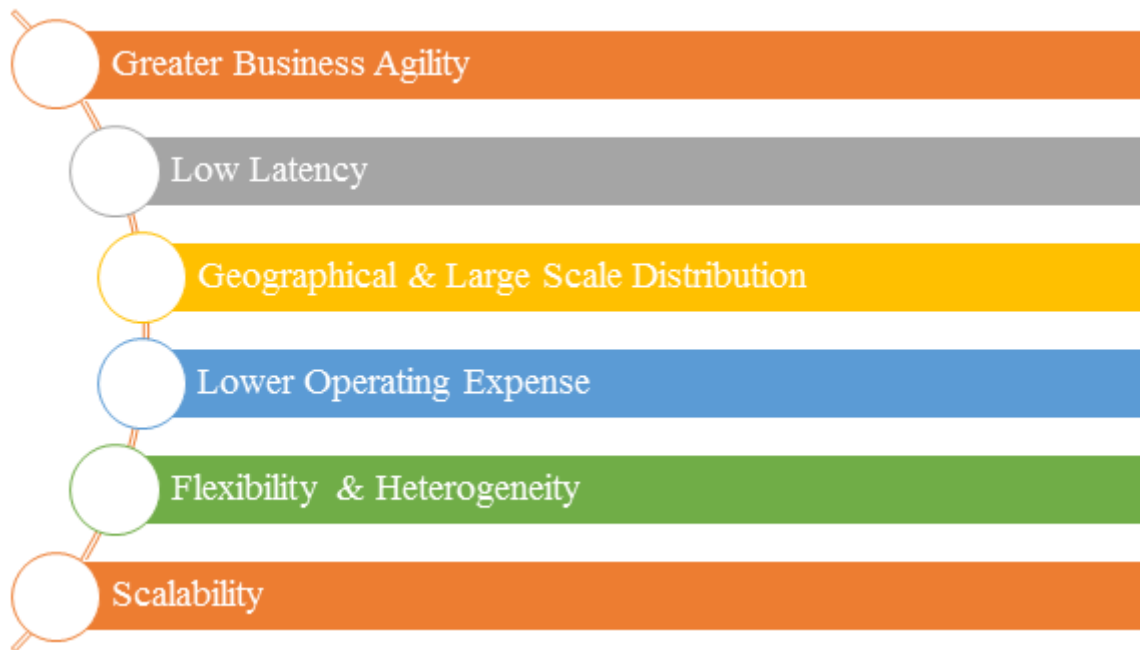 Greater Business Agility
Low Latency
Geographical & Large Scale Distribution
Lower Operating Expense
Flexibility & Heterogeneity
Scalability